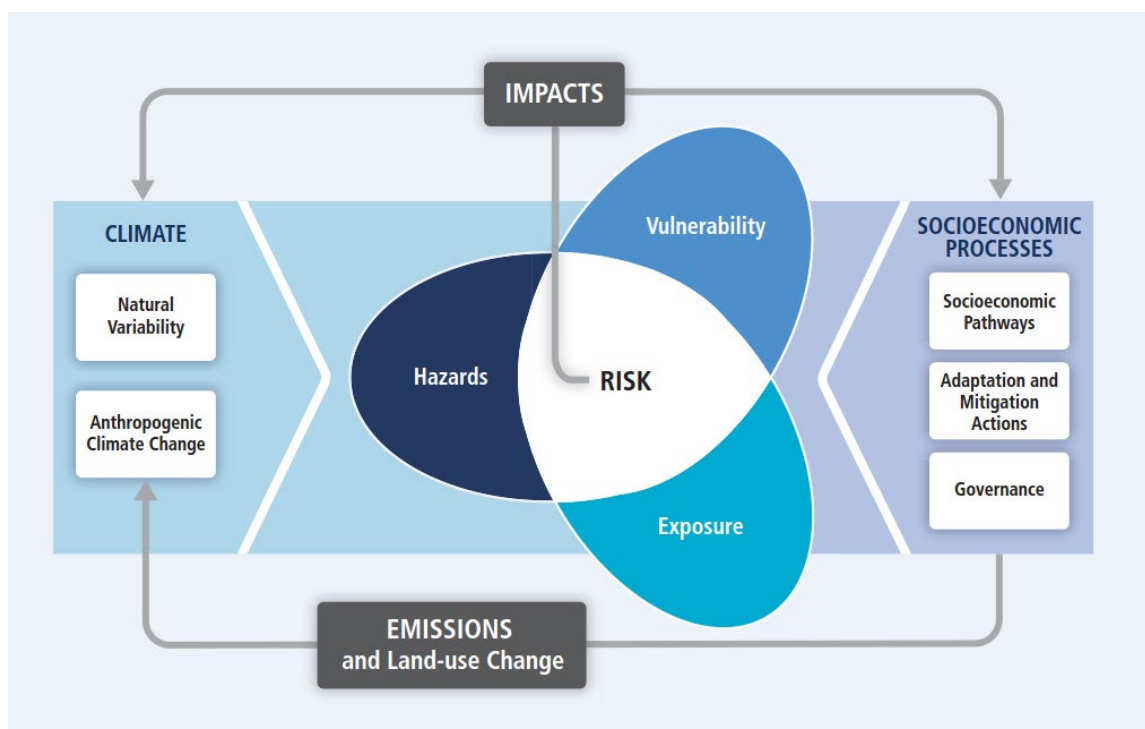 IMPACTS
CLIMATE
Natural
Variability
Anthropogenic
Climate Change
Vulnerability
Hazards
RISK
Exposure
SOCIOECONOMIC
PROCESSES
Socioeconomic
Pathways
Adaptation and
Mitigation
Actions
Governance
EMISSIONS
and Land-use Change